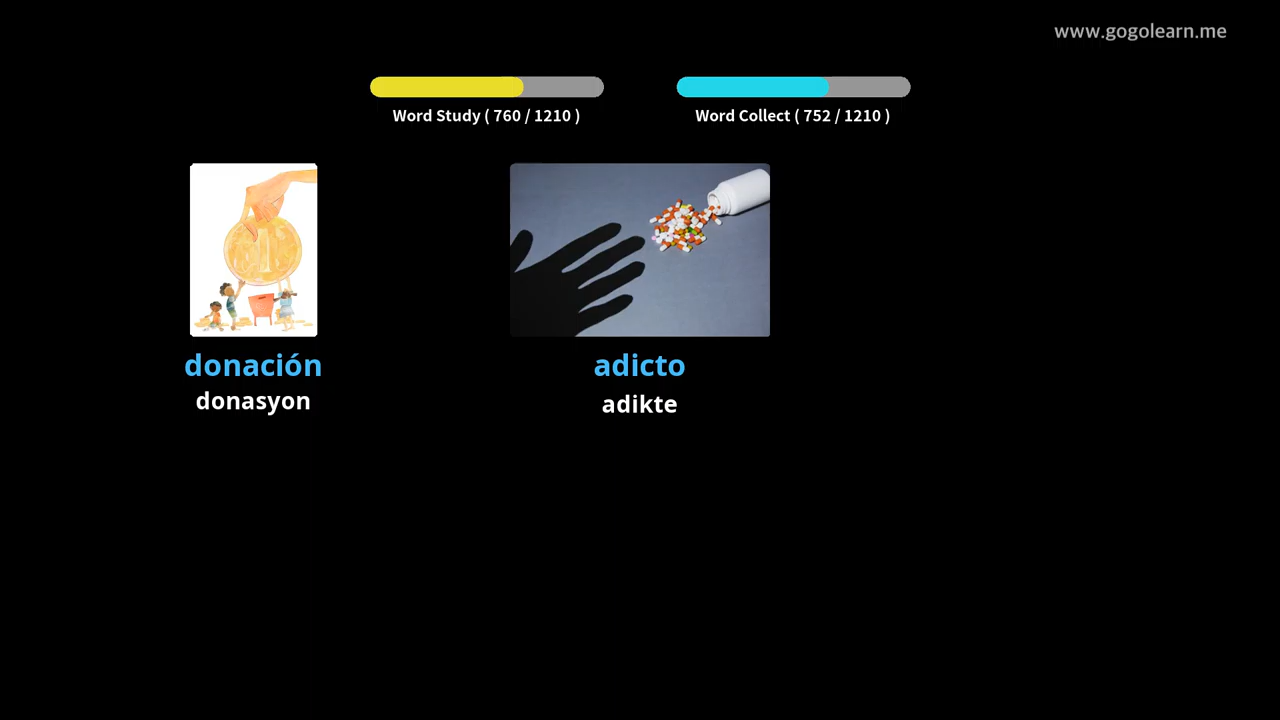 www.gogolearn.me
Word Study ( 760 / 1210 )
Word Collect ( 752 / 1210 )
donación
donasyon
adicto
adikte